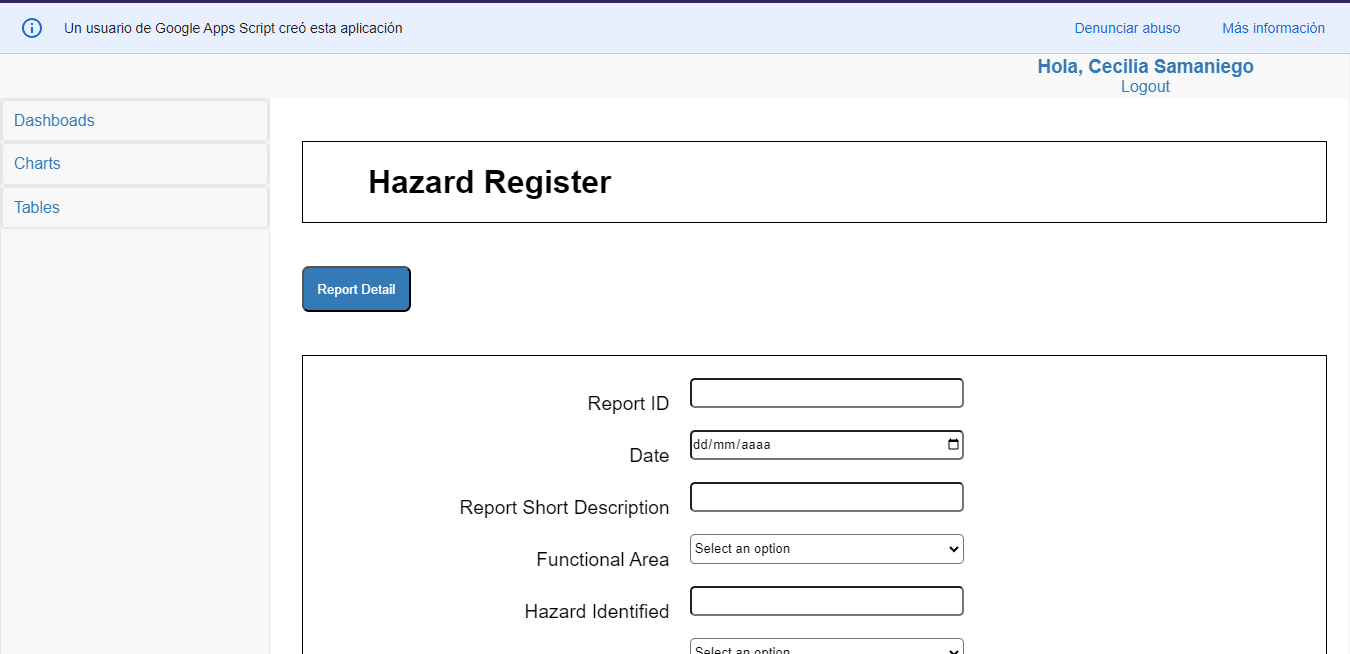 Un usuario de Google Apps Script creó esta aplicación
Denunciar abuso
Más información
Hola, Cecilia Samaniego
Logout
Dashboads
Charts
Tables
Hazard Register
Report Detail
Report ID
Date
dd/mm/aaaa
Report Short Description
Functional Area
Select an option
Hazard Identified
Select an option